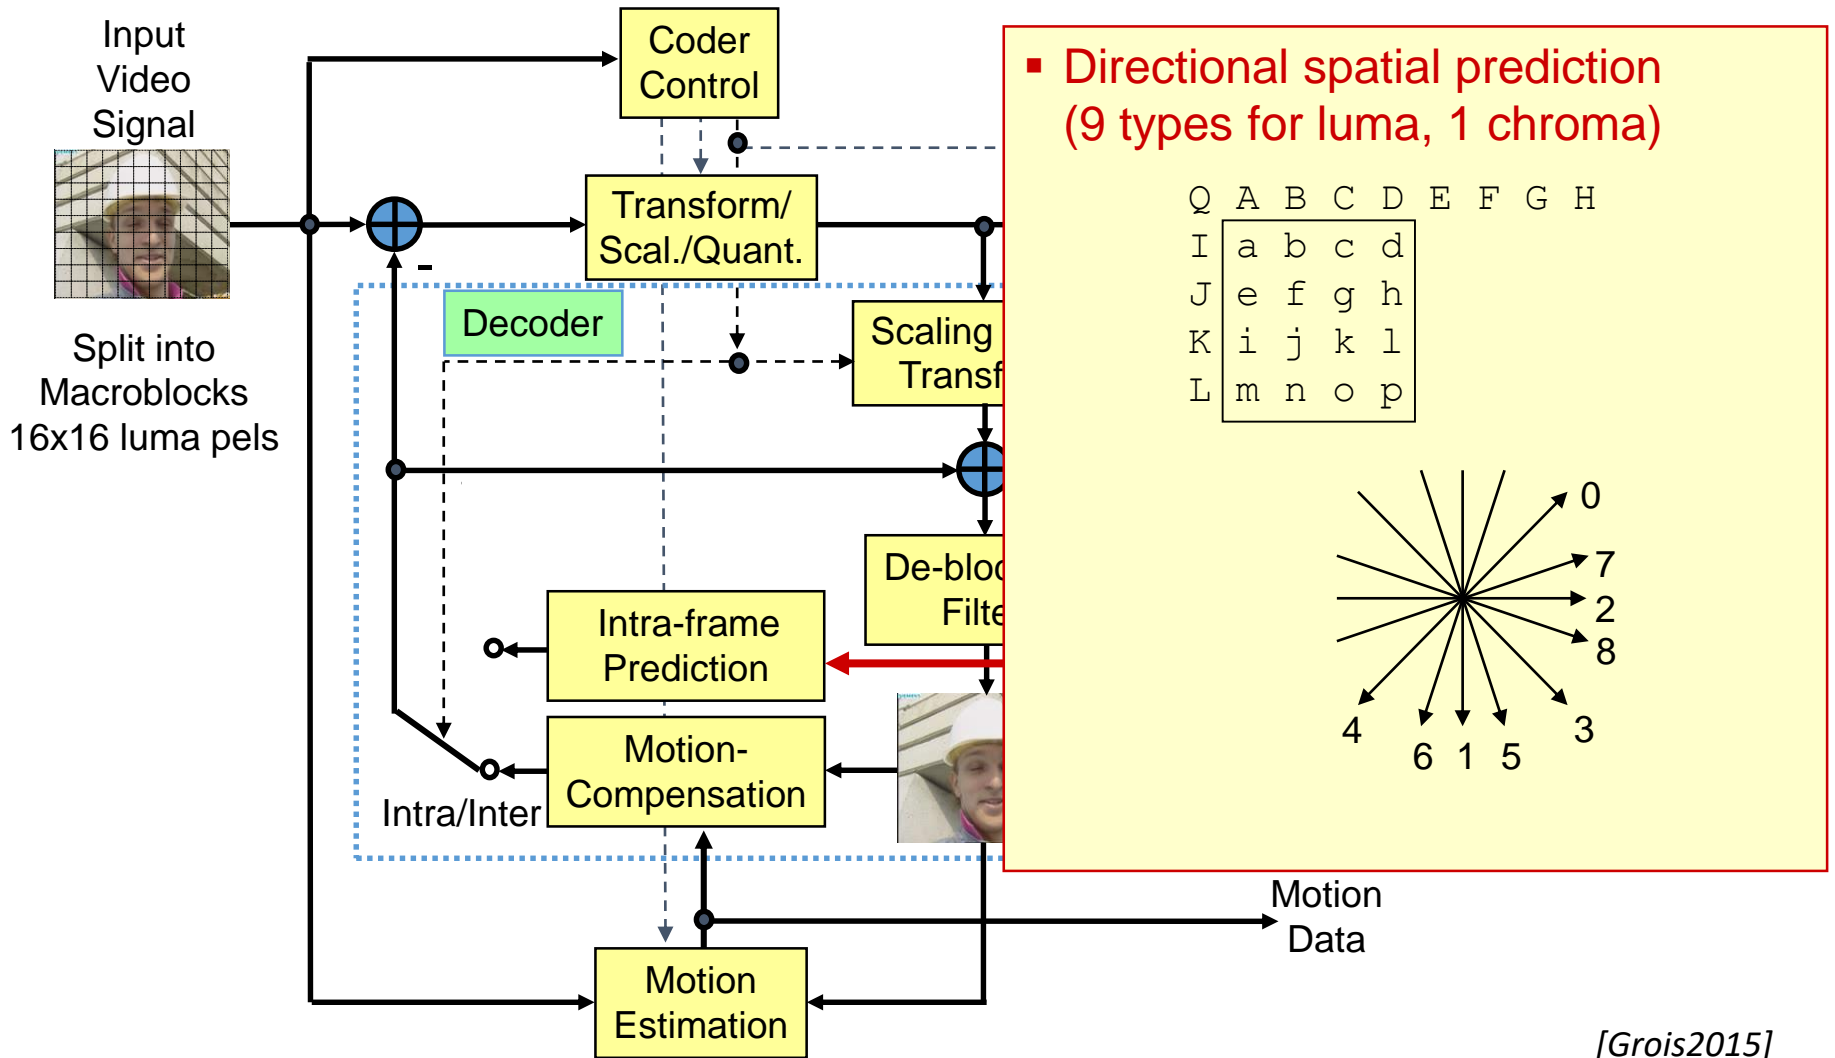 Input
Video
Signal
Split into
Macroblocks
16x16 luma pels
Coder
Control
Transform/
Scal./Quant.
-
Decoder
Scaling
Transf
De-bloc
Filte
Intra-frame
Prediction
Motion-
Compensation
Intra/Inter
Motion
Estimation
Motion
Data
▪ Directional spatial prediction
(9 types for luma, 1 chroma)
Q A B C D E F G H
I a b c d
J e f g h
K i j k l
L m n o p
0
7
2
8
3
4
6 1 5
[Grois2015]